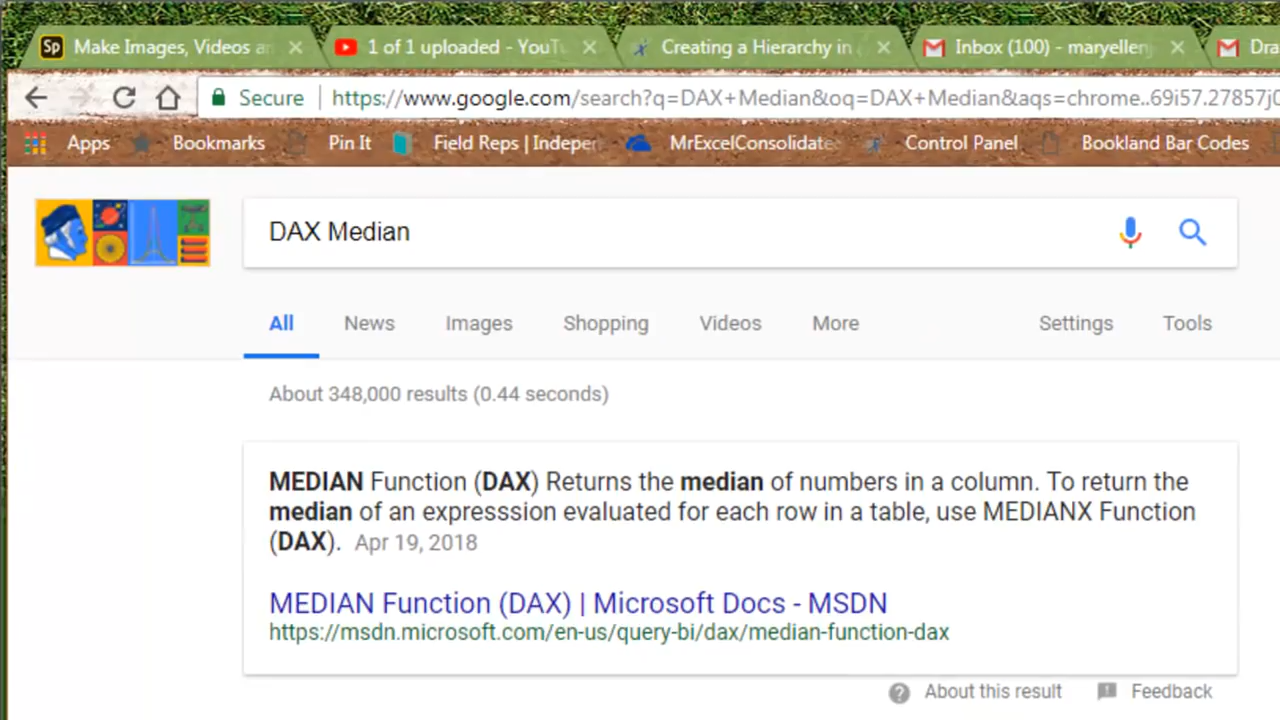 Sp Make Images, Videos an
1 of 1 uploaded - YouTu
Creating a Hierarchy in
Inbox (100) - maryellen
Dra
Secure https://www.google.com/search?q=DAX+Median&oq=DAX+Median&aqs=chrome..69i57.27857j0
Apps Bookmarks Pin It Field Reps | Indeper MrExcelConsolidate Control Panel Bookland Bar Codes
DAX Median
All News Images Shopping Videos More Settings Tools
About 348,000 results (0.44 seconds)
MEDIAN Function (DAX) Returns the median of numbers in a column. To return the
median of an expresssion evaluated for each row in a table, use MEDIANX Function
(DAX). Apr 19, 2018
MEDIAN Function (DAX) | Microsoft Docs - MSDN
https://msdn.microsoft.com/en-us/query-bi/dax/median-function-dax
About this result Feedback